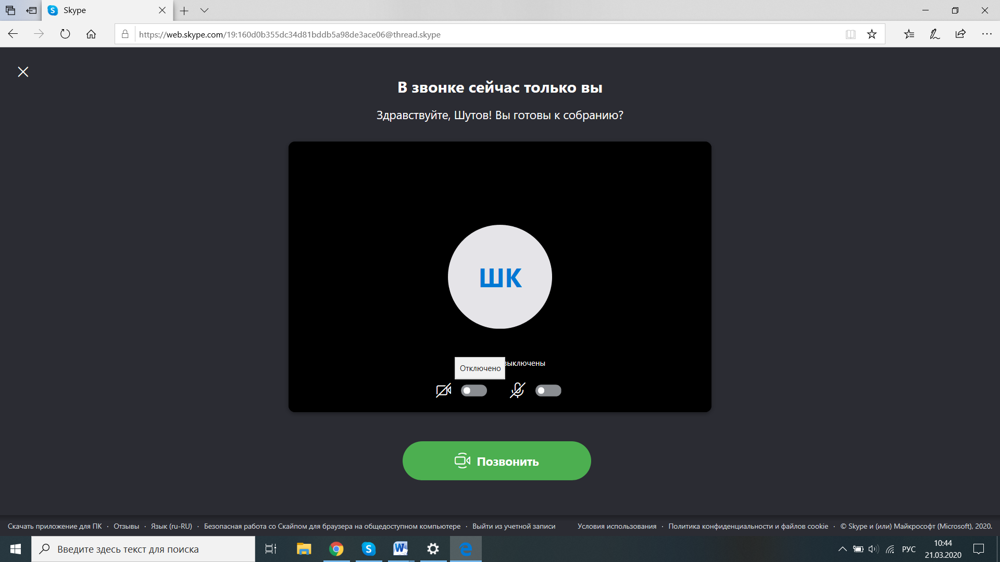 Skype
https://web.skype.com/19:160d0b355dc34d81bddb5a98de3ace06@thread.skype
В звонке сейчас только вы
Здравствуйте, Шутов! Вы готовы к собранию?
ШК
выключены
Отключено
Позвонить
Скачать приложение для ПК · Отзывы · Язык (ru-RU) · Безопасная работа со Скайпом для браузера на общедоступном компьютере · Выйти из учетной записи Условия использования · Политика конфиденциальности и файлов cookie · © Skype и (или) Майкрософт (Microsoft), 2020.
Введите здесь текст для поиска
РУС
10:44
21.03.2020